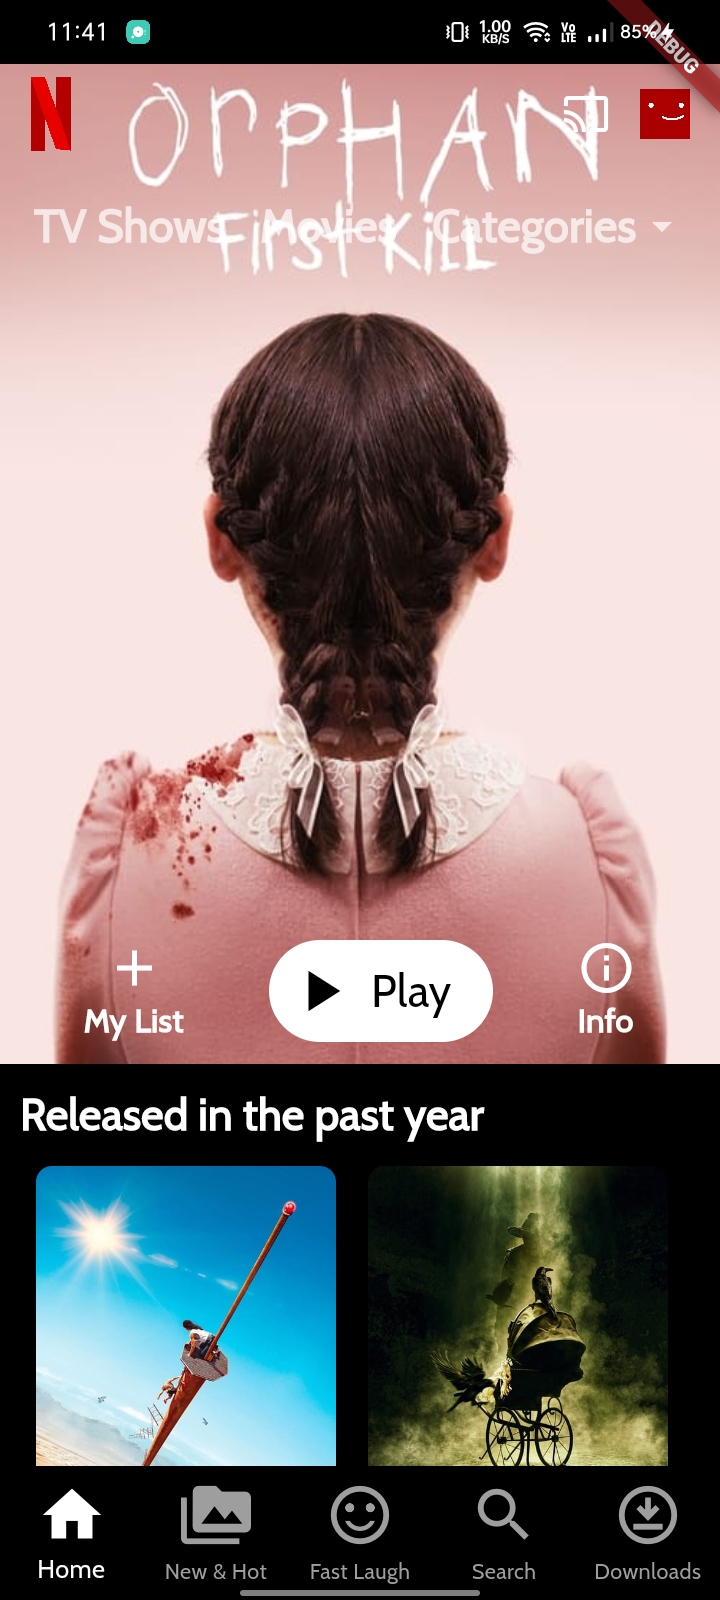 11:41 1.00 KB/S Vo LTE 85%
DEBUG
N
ORPHAN
TV Shows Movies Categories
First Kill
My List Play Info
Released in the past year
Home New & Hot Fast Laugh Search Downloads